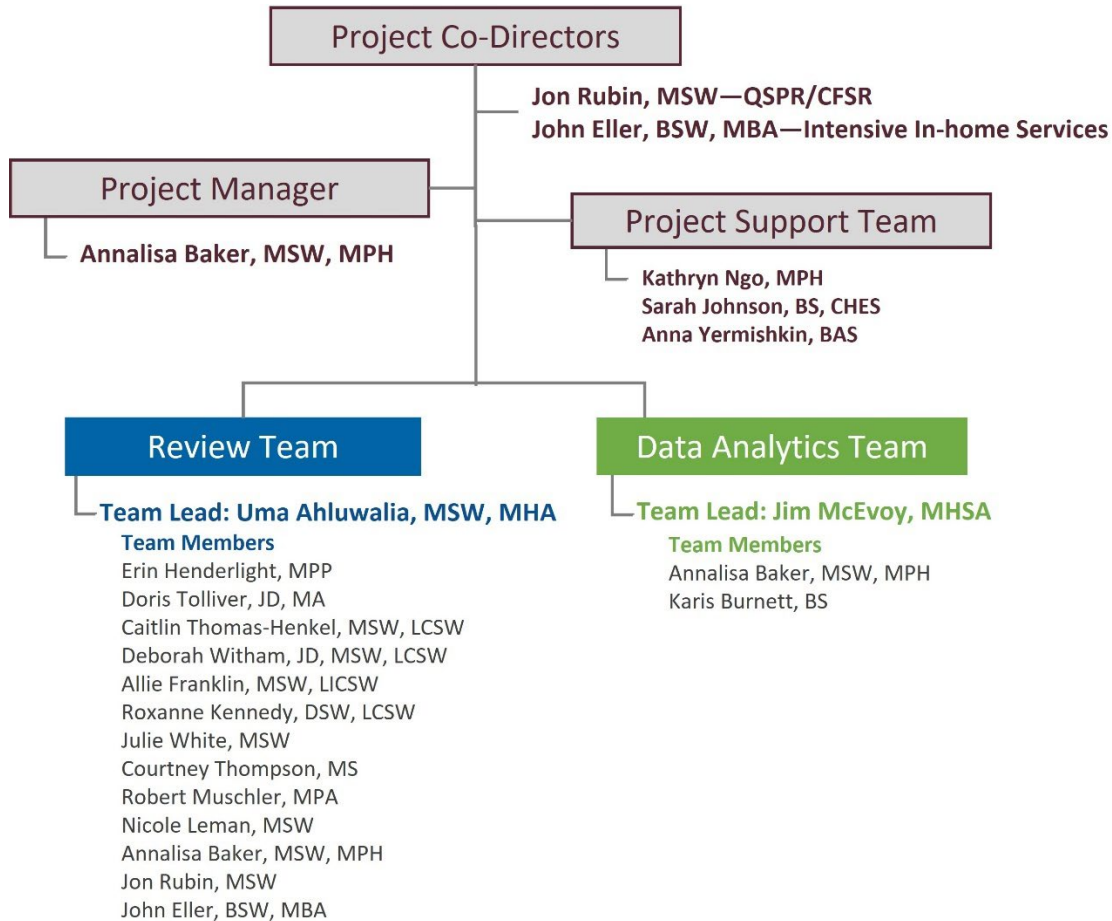 Project Co-Directors
Jon Rubin, MSW—QSPR/CFSR
John Eller, BSW, MBA—Intensive In-home Services
Project Manager
Annalisa Baker, MSW, MPH
Project Support Team
Kathryn Ngo, MPH
Sarah Johnson, BS, CHES
Anna Yermishkin, BAS
Review Team
Team Lead: Uma Ahluwalia, MSW, MHA
Team Members
Erin Henderlight, MPP
Doris Tolliver, JD, MA
Caitlin Thomas-Henkel, MSW, LCSW
Deborah Witham, JD, MSW, LCSW
Allie Franklin, MSW, LICSW
Roxanne Kennedy, DSW, LCSW
Julie White, MSW
Courtney Thompson, MS
Robert Muschler, MPA
Nicole Leman, MSW
Annalisa Baker, MSW, MPH
Jon Rubin, MSW
John Eller, BSW, MBA
Data Analytics Team
Team Lead: Jim McEvoy, MHSA
Team Members
Annalisa Baker, MSW, MPH
Karis Burnett, BS